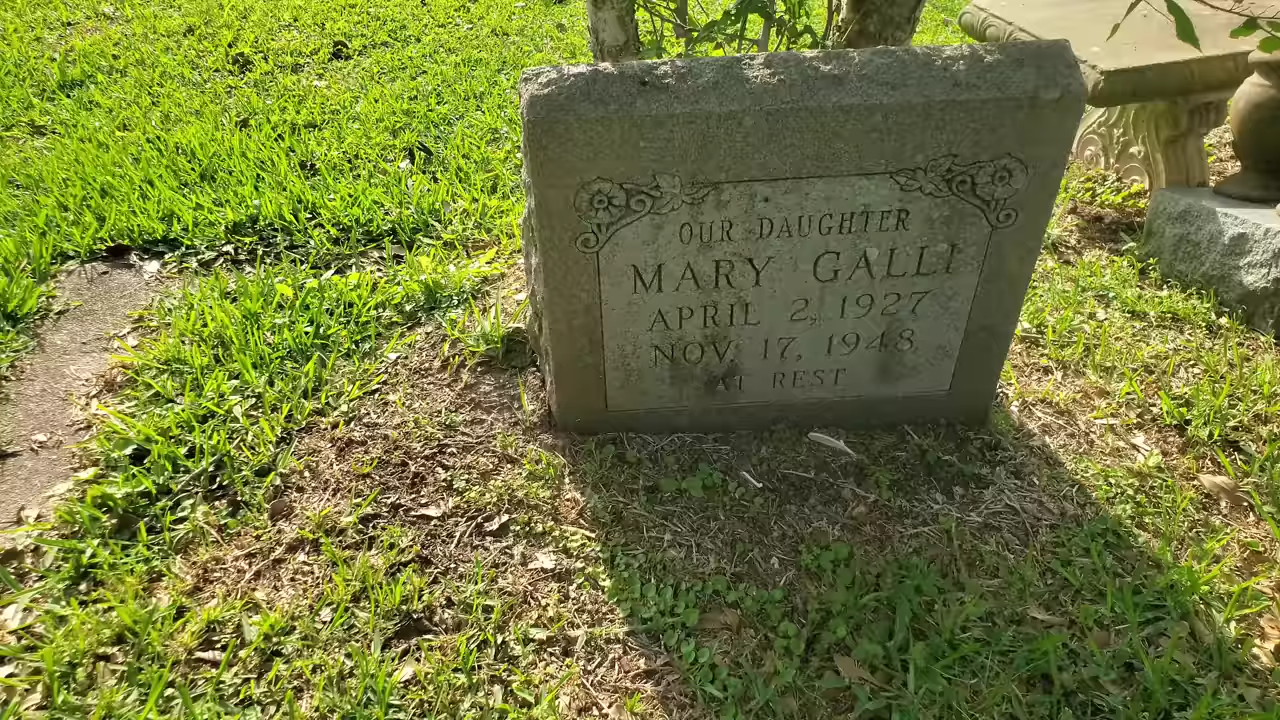 OUR DAUGHTER
MARY GALLI
APRIL 2, 1927
NOV. 17, 1948
AT REST